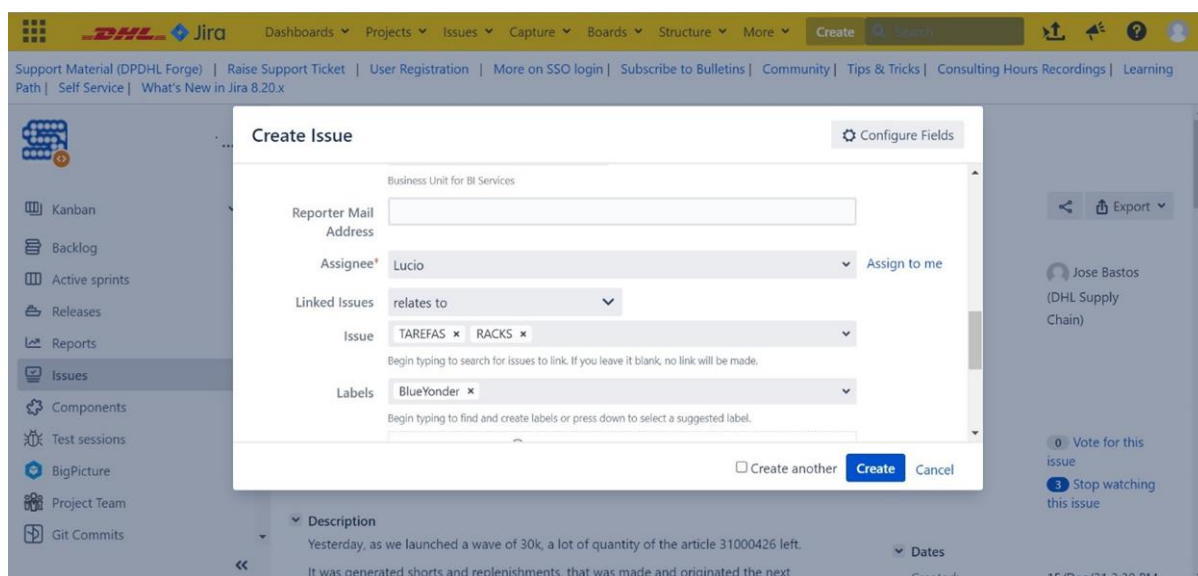 DHL Jira Dashboards Projects Issues Capture Boards Structure More Create Search
Support Material (DPDHL Forge) | Raise Support Ticket | User Registration | More on SSO login | Subscribe to Bulletins | Community | Tips & Tricks | Consulting Hours Recordings | Learning
Path | Self Service | What's New in Jira 8.20.x
Create Issue
Configure Fields
Business Unit for BI Services
Reporter Mail
Address
Assignee* Lucio Assign to me
Linked Issues relates to
Issue TAREFAS × RACKS ×
Begin typing to search for issues to link. If you leave it blank, no link will be made.
Labels BlueYonder ×
Begin typing to find and create labels or press down to select a suggested label.
Create another Create Cancel
...
Kanban
Backlog
Active sprints
Releases
Reports
Issues
Components
Test sessions
BigPicture
Project Team
Git Commits
Export
Jose Bastos
(DHL Supply
Chain)
0 Vote for this
issue
3 Stop watching
this issue
Description
Yesterday, as we launched a wave of 30k, a lot of quantity of the article 31000426 left.
It was generated shorts and replenishments, that was made and originated the next
Dates